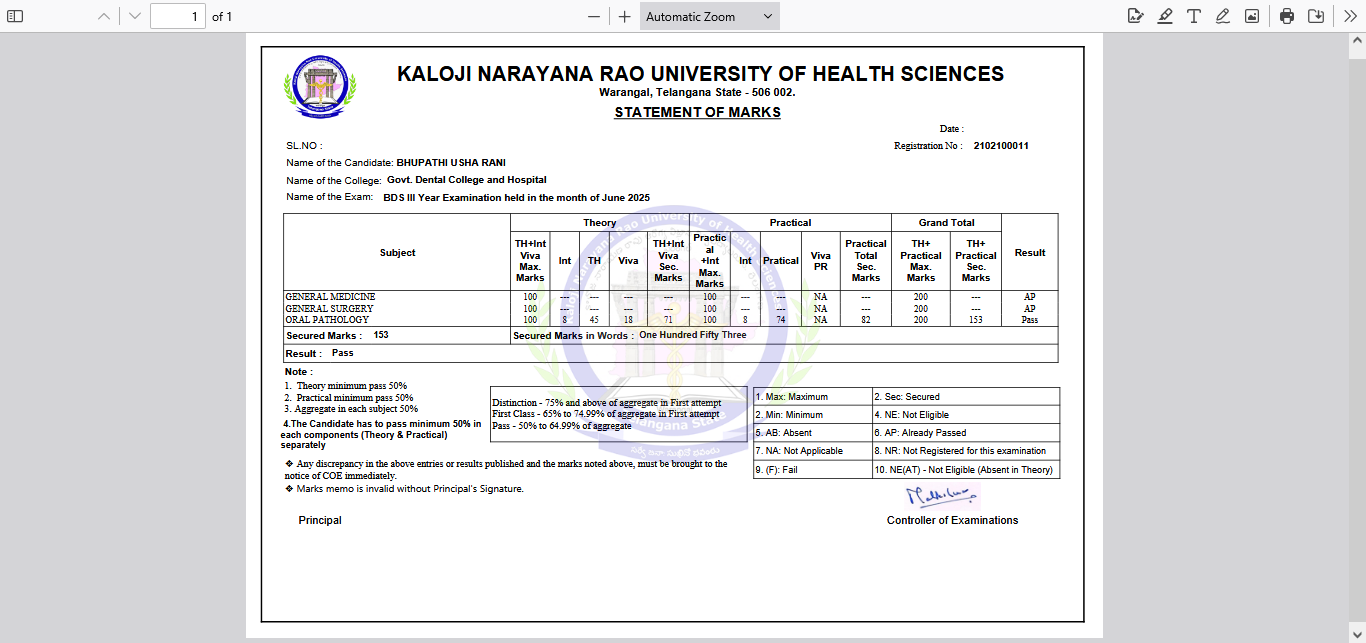 1 of 1 Automatic Zoom
KALOJI NARAYANA RAO UNIVERSITY OF HEALTH SCIENCES
Warangal, Telangana State - 506 002.
STATEMENT OF MARKS
Date :
SL.NO : Registration No : 2102100011
Name of the Candidate: BHUPATHI USHA RANI
Name of the College: Govt. Dental College and Hospital
Name of the Exam: BDS III Year Examination held in the month of June 2025
Subject Theory Practical Grand Total Result
TH+Int Viva Max. Marks Int TH Viva TH+Int Viva Sec. Marks Practic al +Int Max. Marks Int Pratical Viva PR Practical Total Sec. Marks TH+ Practical Max. Marks TH+ Practical Sec. Marks
GENERAL MEDICINE 100 --- --- --- --- 100 --- --- NA --- 200 --- AP
GENERAL SURGERY 100 --- --- --- --- 100 --- --- NA --- 200 --- AP
ORAL PATHOLOGY 100 8 45 18 71 100 8 74 NA 82 200 153 Pass
Secured Marks : 153 Secured Marks in Words : One Hundred Fifty Three
Result : Pass
Note :
1. Theory minimum pass 50%
2. Practical minimum pass 50%
3. Aggregate in each subject 50%
4.The Candidate has to pass minimum 50% in
each components (Theory & Practical)
separately
Distinction - 75% and above of aggregate in First attempt
First Class - 65% to 74.99% of aggregate in First attempt
Pass - 50% to 64.99% of aggregate
1. Max: Maximum 2. Sec: Secured
2. Min: Minimum 4. NE: Not Eligible
5. AB: Absent 6. AP: Already Passed
7. NA: Not Applicable 8. NR: Not Registered for this examination
9. (F): Fail 10. NE(AT) - Not Eligible (Absent in Theory)
❖ Any discrepancy in the above entries or results published and the marks noted above, must be brought to the
notice of COE immediately.
❖ Marks memo is invalid without Principal's Signature.
Principal Controller of Examinations